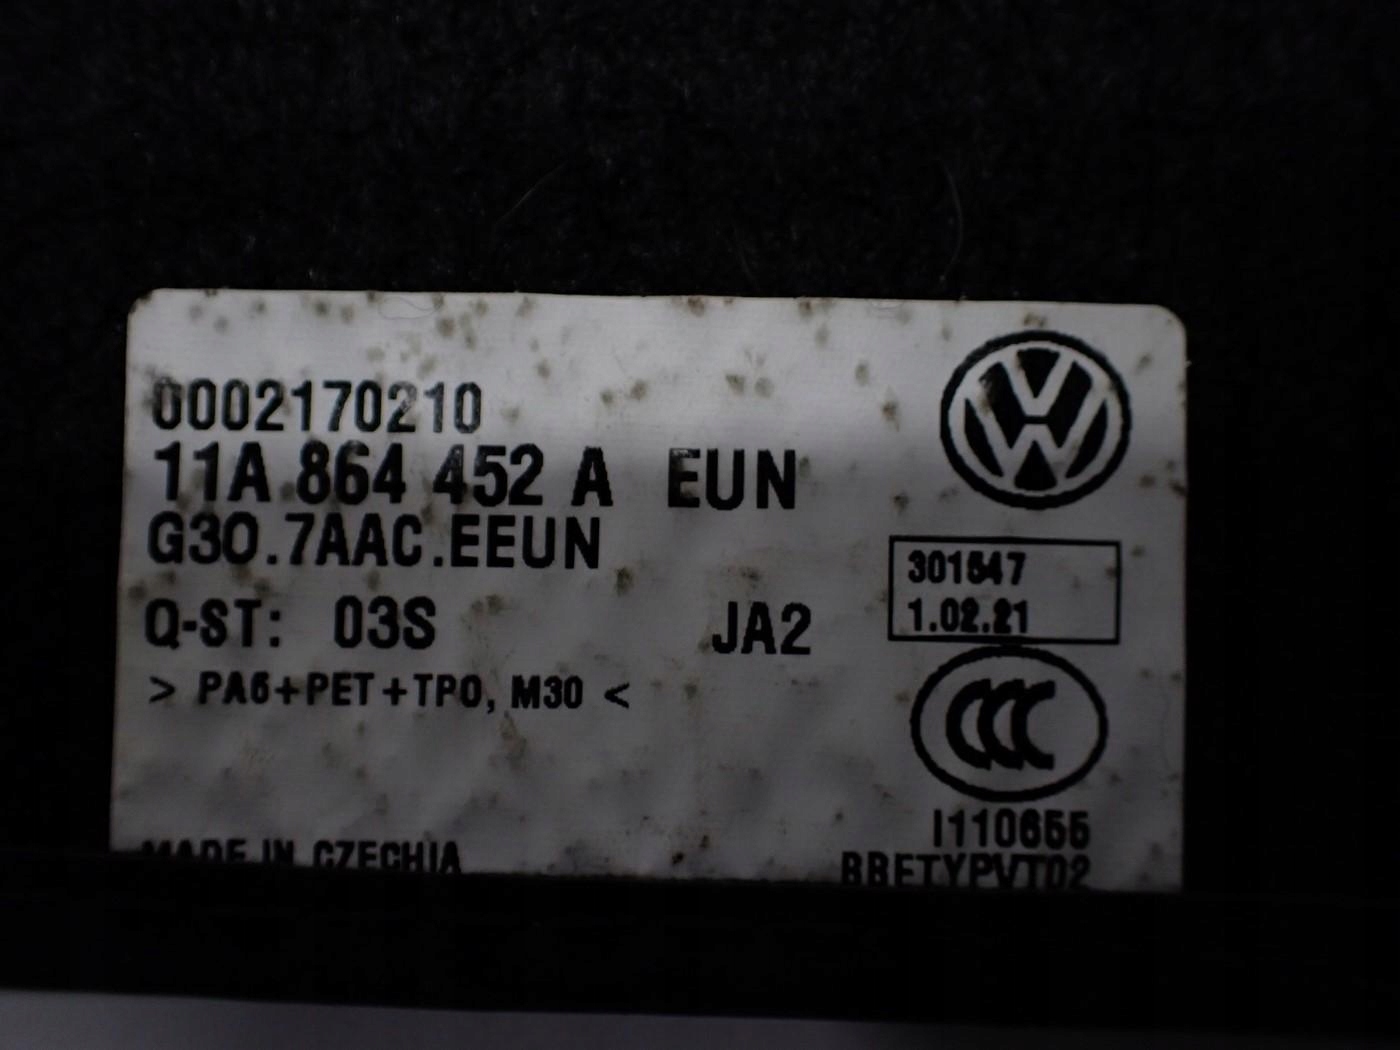 0002170210
11A 864 452 A EUN
G30.7AAC.EEUN
Q-ST: 03S JA2
301547
1.02.21
> PA6+PET+TPO, M30 <
CCC
I110655
MADE IN CZECHIA
BBETYPVT02